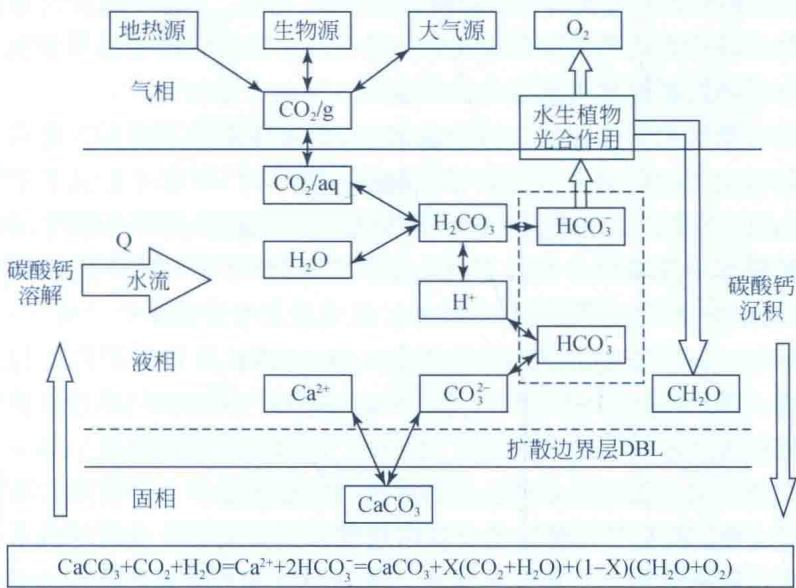 地热源 生物源 大气源 O₂
气相
CO₂/g
水生植物
光合作用
CO₂/aq
H₂CO₃ HCO₃⁻
H₂O
Q
碳酸钙
溶解
水流
H⁺
碳酸钙
沉积
HCO₃⁻
液相
Ca²⁺ CO₃²⁻ CH₂O
扩散边界层DBL
固相
CaCO₃
CaCO₃+CO₂+H₂O=Ca²⁺+2HCO₃⁻=CaCO₃+X(CO₂+H₂O)+(1−X)(CH₂O+O₂)